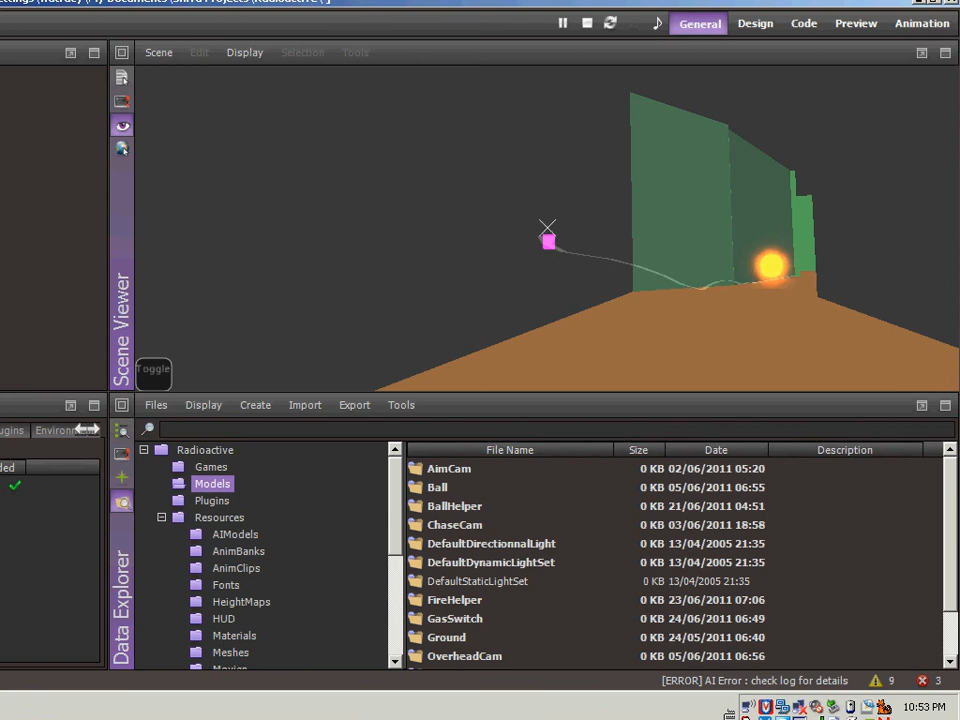 General Design Code Preview Animation
Scene Edit Display Selection Tools
Scene Viewer
Toggle
Files Display Create Import Export Tools
Data Explorer
Radioactive
Games
Models
Plugins
Resources
AIModels
AnimBanks
AnimClips
Fonts
HeightMaps
HUD
Materials
Meshes
File Name Size Date Description
AimCam 0 KB 02/06/2011 05:20
Ball 0 KB 05/06/2011 06:55
BallHelper 0 KB 21/06/2011 04:51
ChaseCam 0 KB 03/06/2011 18:58
DefaultDirectionnalLight 0 KB 13/04/2005 21:35
DefaultDynamicLightSet 0 KB 13/04/2005 21:35
DefaultStaticLightSet 0 KB 13/04/2005 21:35
FireHelper 0 KB 23/06/2011 07:06
GasSwitch 0 KB 24/06/2011 06:49
Ground 0 KB 24/05/2011 06:40
OverheadCam 0 KB 05/06/2011 06:56
[ERROR] AI Error : check log for details 9 3
10:53 PM